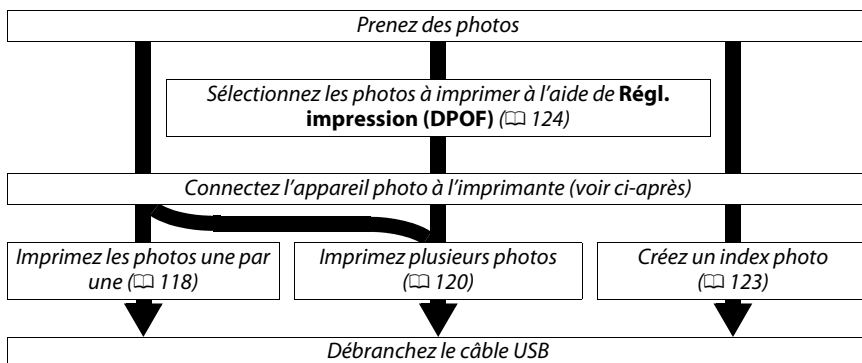 Prenez des photos
Sélectionnez les photos à imprimer à l'aide de Régl.
impression (DPOF) (📖 124)
Connectez l'appareil photo à l'imprimante (voir ci-après)
Imprimez les photos une par
une (📖 118)
Imprimez plusieurs photos
(📖 120)
Créez un index photo
(📖 123)
Débranchez le câble USB